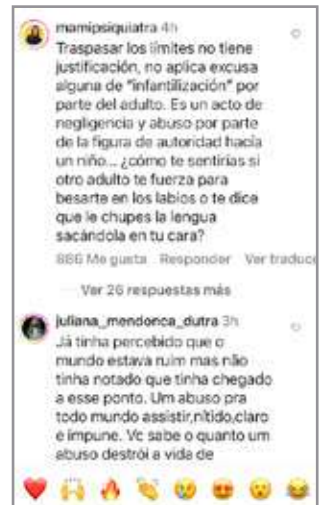 mamipsiquiatra 4h
Traspasar los límites no tiene
justificación, no aplica excusa
alguna de "infantilización" por
parte del adulto. Es un acto de
negligencia y abuso por parte
de la figura de autoridad hacia
un niño... ¿cómo te sentirías si
otro adulto te fuerza para
besarte en los labios o te dice
que le chupes la lengua
sacándola en tu cara?
886 Me gusta Responder Ver traducc
Ver 26 respuestas más
juliana_mendonca_dutra 3h
Já tinha percebido que o
mundo estava ruim mas não
tinha notado que tinha chegado
a esse ponto. Um abuso pra
todo mundo assistir,nítido,claro
e impune. Vc sabe o quanto um
abuso destrói a vida de